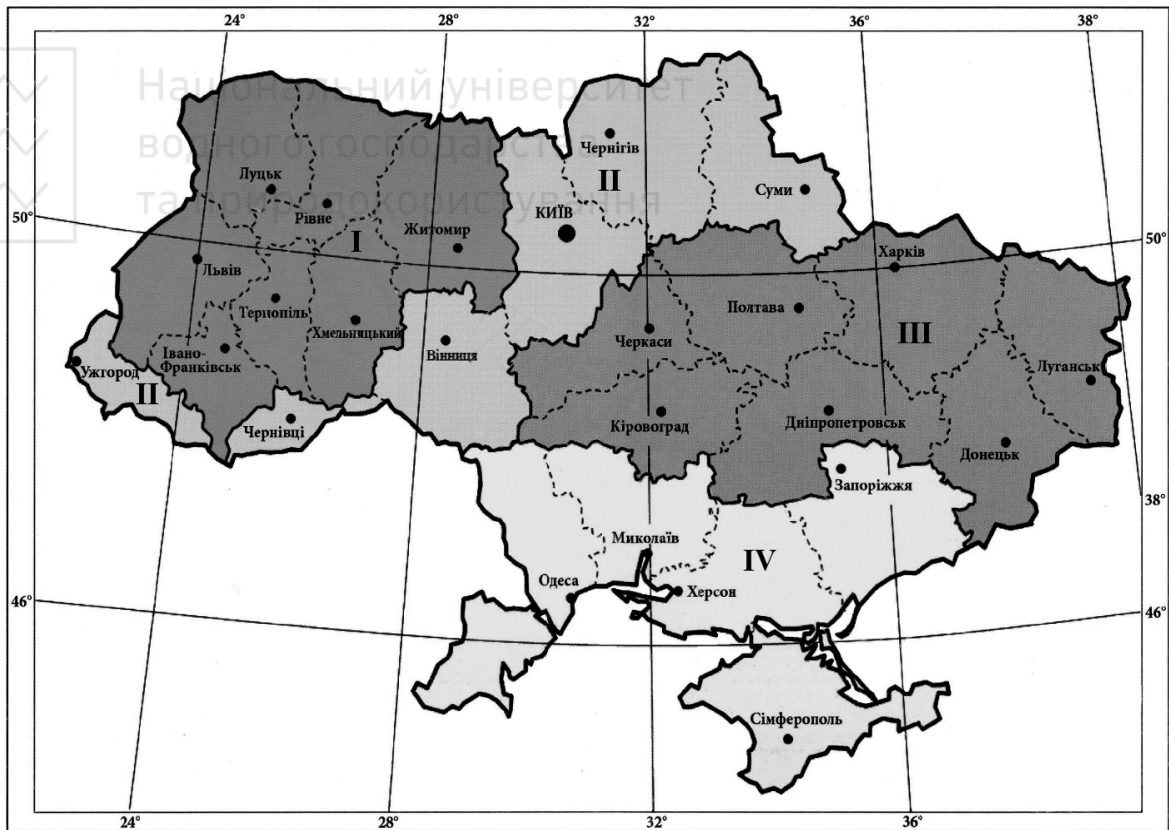 24° 28° 32° 36° 38°
Національний університет
водного господарства
та природокористування
Чернігів
II
Суми
Луцьк
Рівне
КИЇВ
50°
Житомир
50°
I
Харків
Львів
Тернопіль
Полтава
Хмельницький
III
Черкаси
Івано-
Франківськ
Вінниця
Ужгород
Луганськ
II
Чернівці
Кіровоград
Дніпропетровськ
Донецьк
Запоріжжя
38°
Миколаїв
IV
Одеса
Херсон
46°
46°
Сімферополь
24° 28° 32° 36°